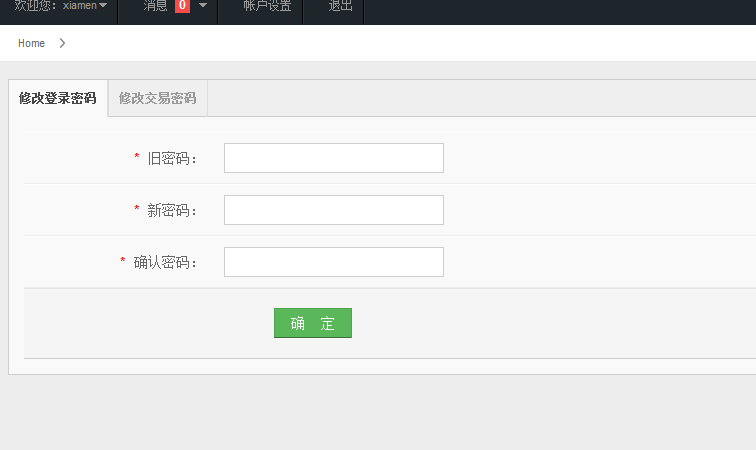 欢迎您：xiamen 消息 0 帐户设置 退出
Home
修改登录密码 修改交易密码
* 旧密码：
* 新密码：
* 确认密码：
确 定